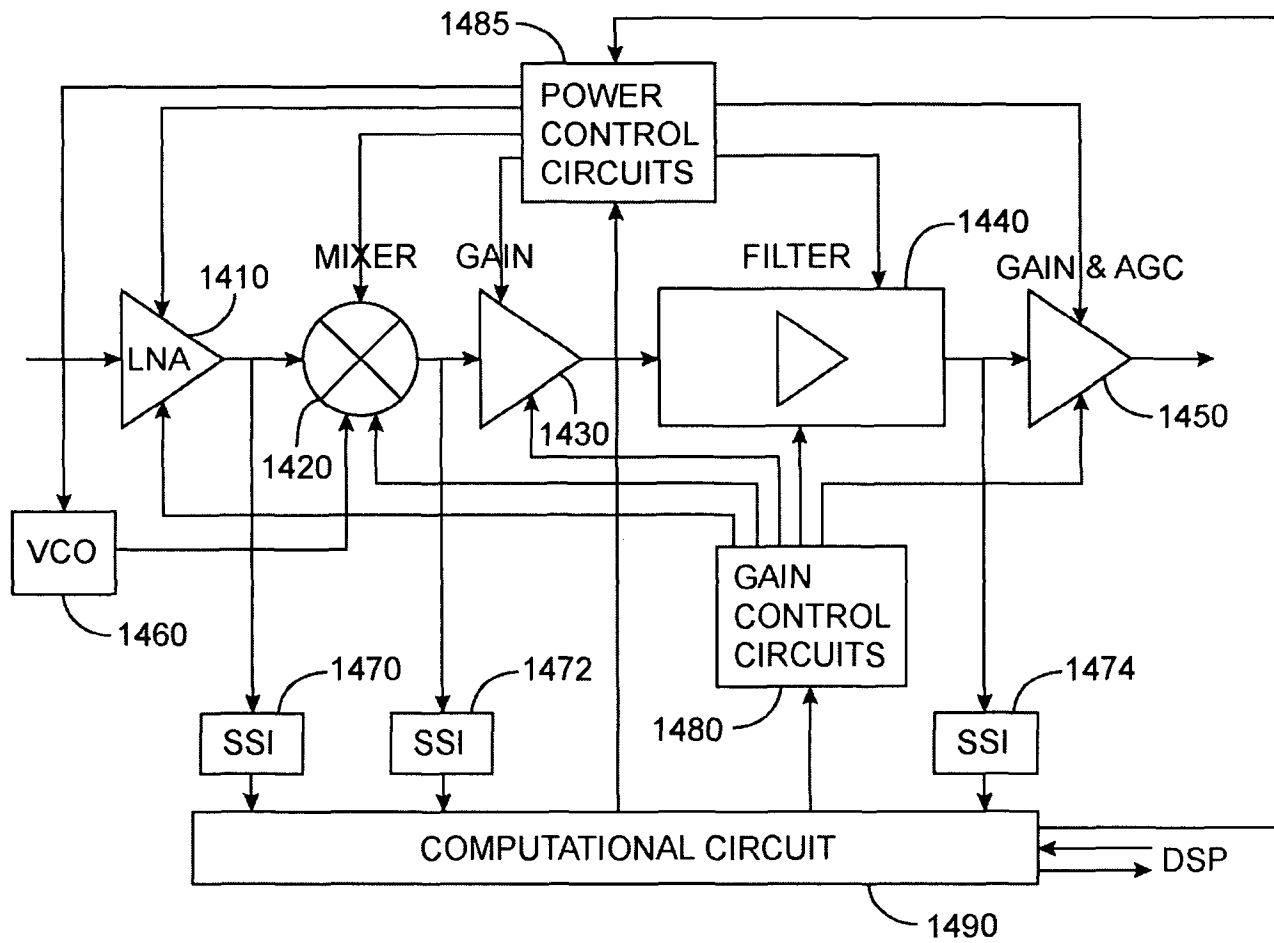 1485
POWER
CONTROL
CIRCUITS
1440
MIXER
GAIN
FILTER
GAIN & AGC
1410
LNA
1420
1430
1450
VCO
1460
GAIN
CONTROL
CIRCUITS
1470
1472
1480
1474
SSI
SSI
SSI
COMPUTATIONAL CIRCUIT
DSP
1490